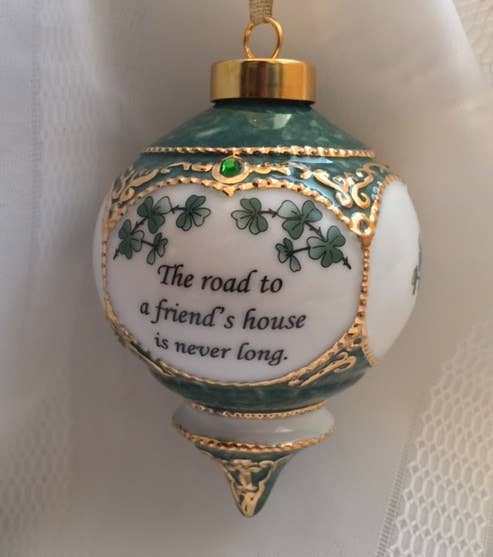 The road to
a friend's house
is never long.